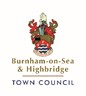 Burnham-on-Sea
& Highbridge
TOWN COUNCIL